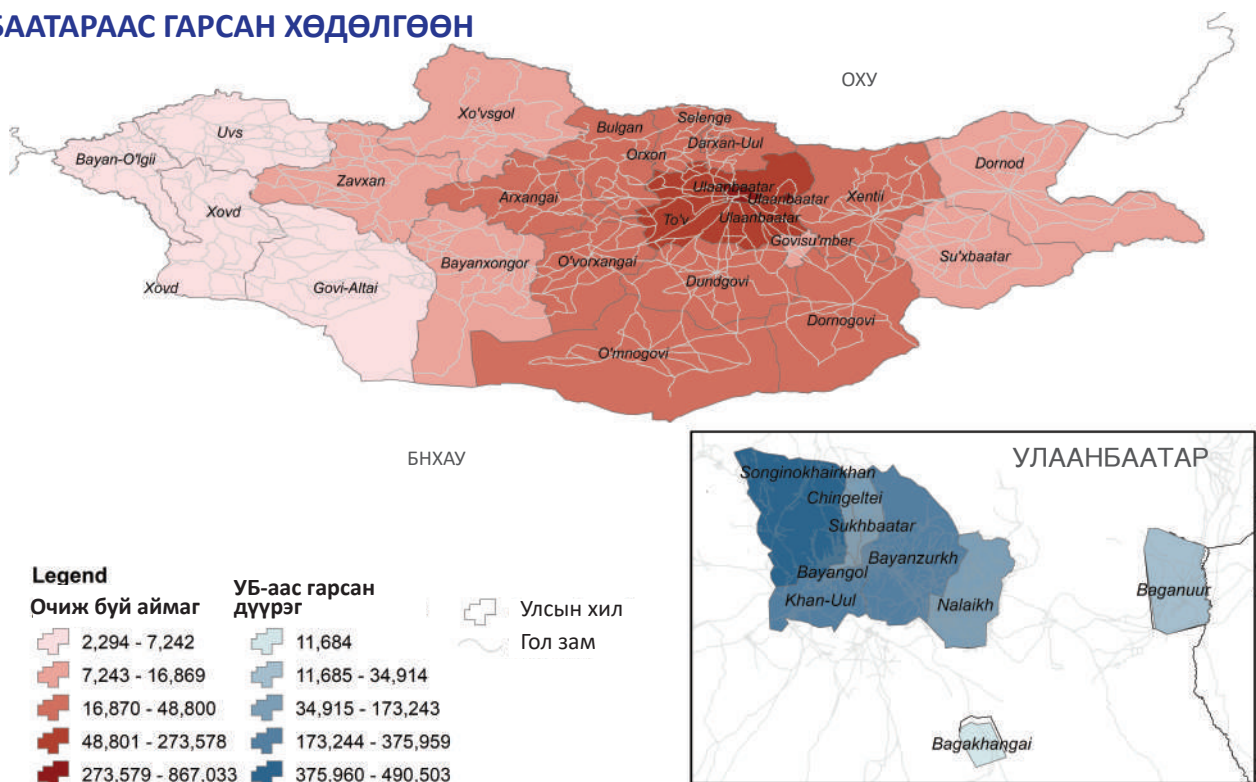 БААТАРААС ГАРСАН ХӨДӨЛГӨӨН
ОХУ
Xo'vsgol
Selenge
Uvs
Bulgan
Darxan-Uul
Bayan-O'lgii
Orxon
Dornod
Zavxan
Ulaanbaatar
Arxangai
Ulaanbaatar
Xentii
Xovd
To'v
Ulaanbaatar
Govisu'mber
Bayanxongor
O'vorxangai
Su'xbaatar
Xovd
Govi-Altai
Dundgovi
Dornogovi
O'mnogovi
БНХАУ
УЛААНБААТАР
Songinokhairkhan
Chingeltei
Sukhbaatar
Bayanzurkh
Bayangol
Baganuur
Khan-Uul
Nalaikh
Bagakhangai
Legend
Очиж буй аймаг
2,294 - 7,242
7,243 - 16,869
16,870 - 48,800
48,801 - 273,578
273,579 - 867,033
УБ-аас гарсан
дүүрэг
11,684
11,685 - 34,914
34,915 - 173,243
173,244 - 375,959
375,960 - 490,503
Улсын хил
Гол зам